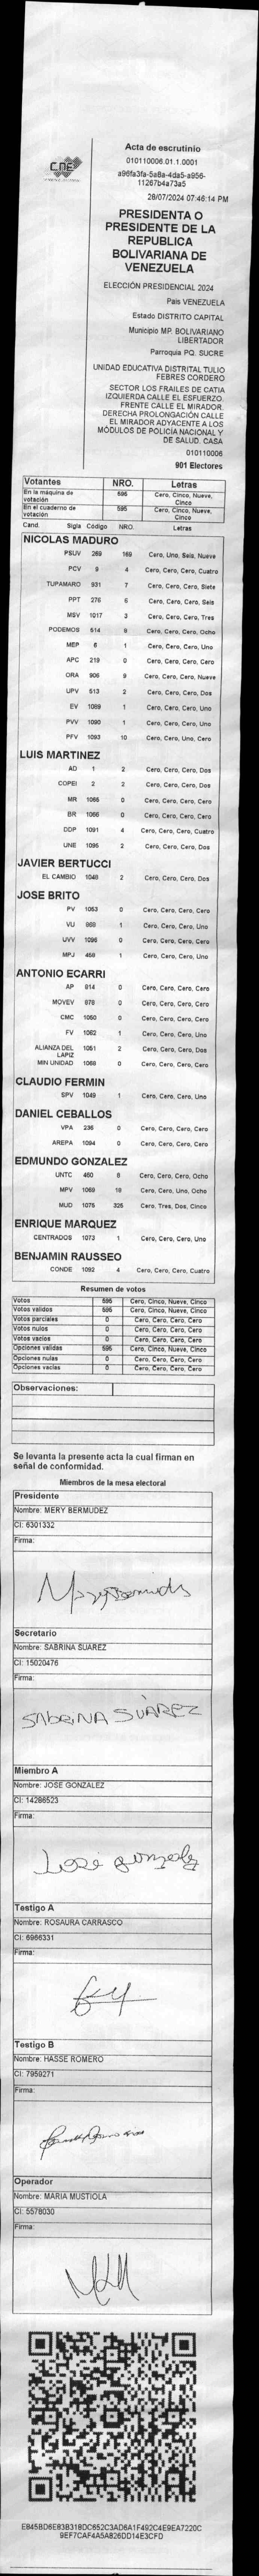 CNE
Acta de escrutinio
010110006.01.1.0001
a96fa3fa-5a8a-4da5-a956-
11267b4a73a5
28/07/2024 07:46:14 PM
PRESIDENTA O
PRESIDENTE DE LA
REPUBLICA
BOLIVARIANA DE
VENEZUELA
ELECCIÓN PRESIDENCIAL 2024
País VENEZUELA
Estado DISTRITO CAPITAL
Municipio MP. BOLIVARIANO
LIBERTADOR
Parroquia PQ. SUCRE
UNIDAD EDUCATIVA DISTRITAL TULIO
FEBRES CORDERO
SECTOR LOS FRAILES DE CATIA
IZQUIERDA CALLE EL ESFUERZO.
FRENTE CALLE EL MIRADOR.
DERECHA PROLONGACIÓN CALLE
EL MIRADOR ADYACENTE A LOS
MÓDULOS DE POLICÍA NACIONAL Y
DE SALUD. CASA
010110006
901 Electores
Votantes NRO. Letras
En la máquina de votación 595 Cero, Cinco, Nueve, Cinco
En el cuaderno de votación 595 Cero, Cinco, Nueve, Cinco
Cand. Sigla Código NRO. Letras
NICOLAS MADURO
PSUV 269 169 Cero, Uno, Seis, Nueve
PCV 9 4 Cero, Cero, Cero, Cuatro
TUPAMARO 931 7 Cero, Cero, Cero, Siete
PPT 276 6 Cero, Cero, Cero, Seis
MSV 1017 3 Cero, Cero, Cero, Tres
PODEMOS 514 8 Cero, Cero, Cero, Ocho
MEP 6 1 Cero, Cero, Cero, Uno
APC 219 0 Cero, Cero, Cero, Cero
ORA 906 9 Cero, Cero, Cero, Nueve
UPV 513 2 Cero, Cero, Cero, Dos
EV 1089 1 Cero, Cero, Cero, Uno
PVV 1090 1 Cero, Cero, Cero, Uno
PFV 1093 10 Cero, Cero, Uno, Cero
LUIS MARTINEZ
AD 1 2 Cero, Cero, Cero, Dos
COPEI 2 2 Cero, Cero, Cero, Dos
MR 1065 0 Cero, Cero, Cero, Cero
BR 1066 0 Cero, Cero, Cero, Cero
DDP 1091 4 Cero, Cero, Cero, Cuatro
UNE 1095 2 Cero, Cero, Cero, Dos
JAVIER BERTUCCI
EL CAMBIO 1048 2 Cero, Cero, Cero, Dos
JOSE BRITO
PV 1053 0 Cero, Cero, Cero, Cero
VU 868 1 Cero, Cero, Cero, Uno
UVV 1096 0 Cero, Cero, Cero, Cero
MPJ 459 1 Cero, Cero, Cero, Uno
ANTONIO ECARRI
AP 814 0 Cero, Cero, Cero, Cero
MOVEV 878 0 Cero, Cero, Cero, Cero
CMC 1050 0 Cero, Cero, Cero, Cero
FV 1062 1 Cero, Cero, Cero, Uno
ALIANZA DEL LAPIZ 1051 2 Cero, Cero, Cero, Dos
MIN UNIDAD 1068 0 Cero, Cero, Cero, Cero
CLAUDIO FERMIN
SPV 1049 1 Cero, Cero, Cero, Uno
DANIEL CEBALLOS
VPA 236 0 Cero, Cero, Cero, Cero
AREPA 1094 0 Cero, Cero, Cero, Cero
EDMUNDO GONZALEZ
UNTC 460 8 Cero, Cero, Cero, Ocho
MPV 1069 18 Cero, Cero, Uno, Ocho
MUD 1075 325 Cero, Tres, Dos, Cinco
ENRIQUE MARQUEZ
CENTRADOS 1073 1 Cero, Cero, Cero, Uno
BENJAMIN RAUSSEO
CONDE 1092 4 Cero, Cero, Cero, Cuatro
Resumen de votos
Votos 595 Cero, Cinco, Nueve, Cinco
Votos validos 595 Cero, Cinco, Nueve, Cinco
Votos parciales 0 Cero, Cero, Cero, Cero
Votos nulos 0 Cero, Cero, Cero, Cero
Votos vacios 0 Cero, Cero, Cero, Cero
Opciones validas 595 Cero, Cinco, Nueve, Cinco
Opciones nulas 0 Cero, Cero, Cero, Cero
Opciones vacias 0 Cero, Cero, Cero, Cero
Observaciones:
Se levanta la presente acta la cual firman en
señal de conformidad.
Miembros de la mesa electoral
Presidente
Nombre: MERY BERMUDEZ
CI: 6301332
Firma:
Mery Bermudez
Secretario
Nombre: SABRINA SUAREZ
CI: 15020476
Firma:
SAbRINA SUÁREZ
Miembro A
Nombre: JOSE GONZALEZ
CI: 14286523
Firma:
José gonzalez
Testigo A
Nombre: ROSAURA CARRASCO
CI: 6966331
Firma:
Testigo B
Nombre: HASSE ROMERO
CI: 7959271
Firma:
Operador
Nombre: MARIA MUSTIOLA
CI: 5578030
Firma:
E845BD6E83B318DC652C3AD6A1F492C4E9EA7220C
9EF7CAF4A5A826DD14E3CFD